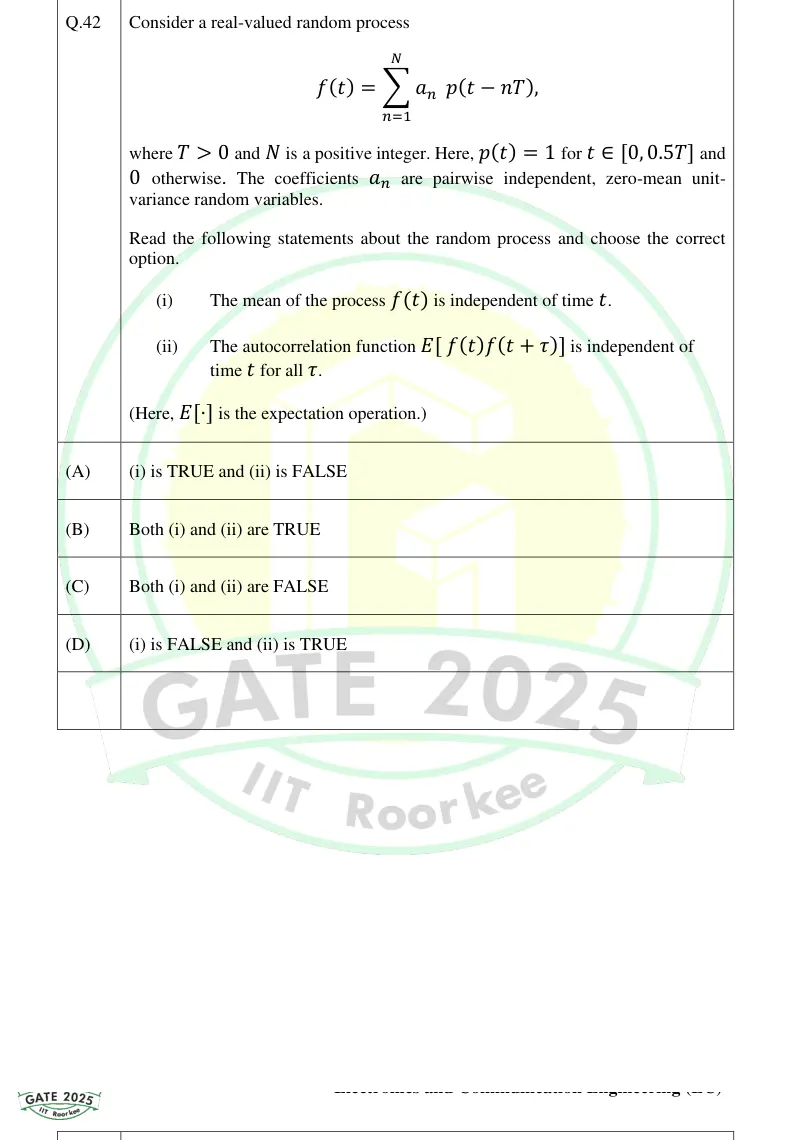 Q.42 Consider a real-valued random process
N
f(t) = ∑ aₙ p(t − nT),
n=1
where T > 0 and N is a positive integer. Here, p(t) = 1 for t ∈ [0, 0.5T] and
0 otherwise. The coefficients aₙ are pairwise independent, zero-mean unit-
variance random variables.
Read the following statements about the random process and choose the correct
option.
(i) The mean of the process f(t) is independent of time t.
(ii) The autocorrelation function E[ f(t)f(t + τ)] is independent of
time t for all τ.
(Here, E[·] is the expectation operation.)
(A) (i) is TRUE and (ii) is FALSE
(B) Both (i) and (ii) are TRUE
(C) Both (i) and (ii) are FALSE
(D) (i) is FALSE and (ii) is TRUE
GATE 2025
IIT Roorkee
GATE 2025
IIT Roorkee